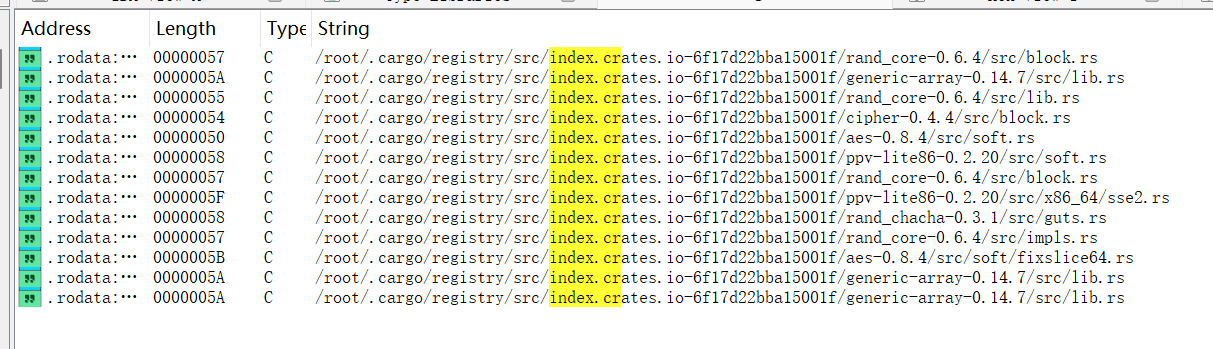 Address Length Type String
.rodata:… 00000057 C /root/.cargo/registry/src/index.crates.io-6f17d22bba15001f/rand_core-0.6.4/src/block.rs
.rodata:… 0000005A C /root/.cargo/registry/src/index.crates.io-6f17d22bba15001f/generic-array-0.14.7/src/lib.rs
.rodata:… 00000055 C /root/.cargo/registry/src/index.crates.io-6f17d22bba15001f/rand_core-0.6.4/src/lib.rs
.rodata:… 00000054 C /root/.cargo/registry/src/index.crates.io-6f17d22bba15001f/cipher-0.4.4/src/block.rs
.rodata:… 00000050 C /root/.cargo/registry/src/index.crates.io-6f17d22bba15001f/aes-0.8.4/src/soft.rs
.rodata:… 00000058 C /root/.cargo/registry/src/index.crates.io-6f17d22bba15001f/ppv-lite86-0.2.20/src/soft.rs
.rodata:… 00000057 C /root/.cargo/registry/src/index.crates.io-6f17d22bba15001f/rand_core-0.6.4/src/block.rs
.rodata:… 0000005F C /root/.cargo/registry/src/index.crates.io-6f17d22bba15001f/ppv-lite86-0.2.20/src/x86_64/sse2.rs
.rodata:… 00000058 C /root/.cargo/registry/src/index.crates.io-6f17d22bba15001f/rand_chacha-0.3.1/src/guts.rs
.rodata:… 00000057 C /root/.cargo/registry/src/index.crates.io-6f17d22bba15001f/rand_core-0.6.4/src/impls.rs
.rodata:… 0000005B C /root/.cargo/registry/src/index.crates.io-6f17d22bba15001f/aes-0.8.4/src/soft/fixslice64.rs
.rodata:… 0000005A C /root/.cargo/registry/src/index.crates.io-6f17d22bba15001f/generic-array-0.14.7/src/lib.rs
.rodata:… 0000005A C /root/.cargo/registry/src/index.crates.io-6f17d22bba15001f/generic-array-0.14.7/src/lib.rs